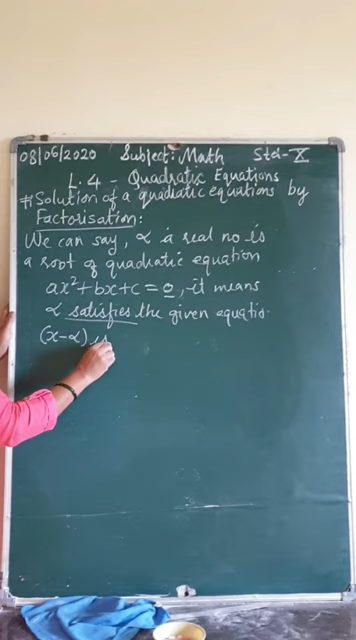 08/06/2020 Subject: Math Std-X
L.4 - Quadratic Equations
# Solution of a quadratic equations by
Factorisation:
We can say, α a real no is
a root of quadratic equation
ax²+bx+c = 0, it means
α satisfies the given equatio.
(x-α) is